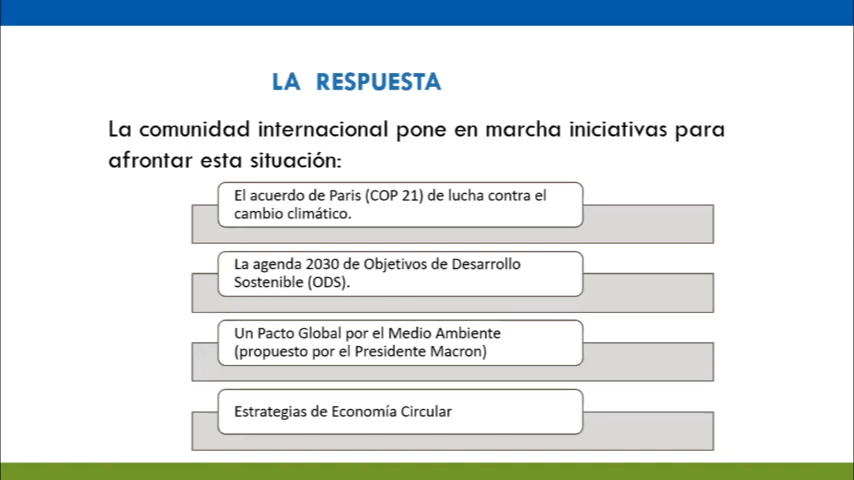 LA RESPUESTA
La comunidad internacional pone en marcha iniciativas para
afrontar esta situación:
El acuerdo de Paris (COP 21) de lucha contra el
cambio climático.
La agenda 2030 de Objetivos de Desarrollo
Sostenible (ODS).
Un Pacto Global por el Medio Ambiente
(propuesto por el Presidente Macron)
Estrategias de Economía Circular